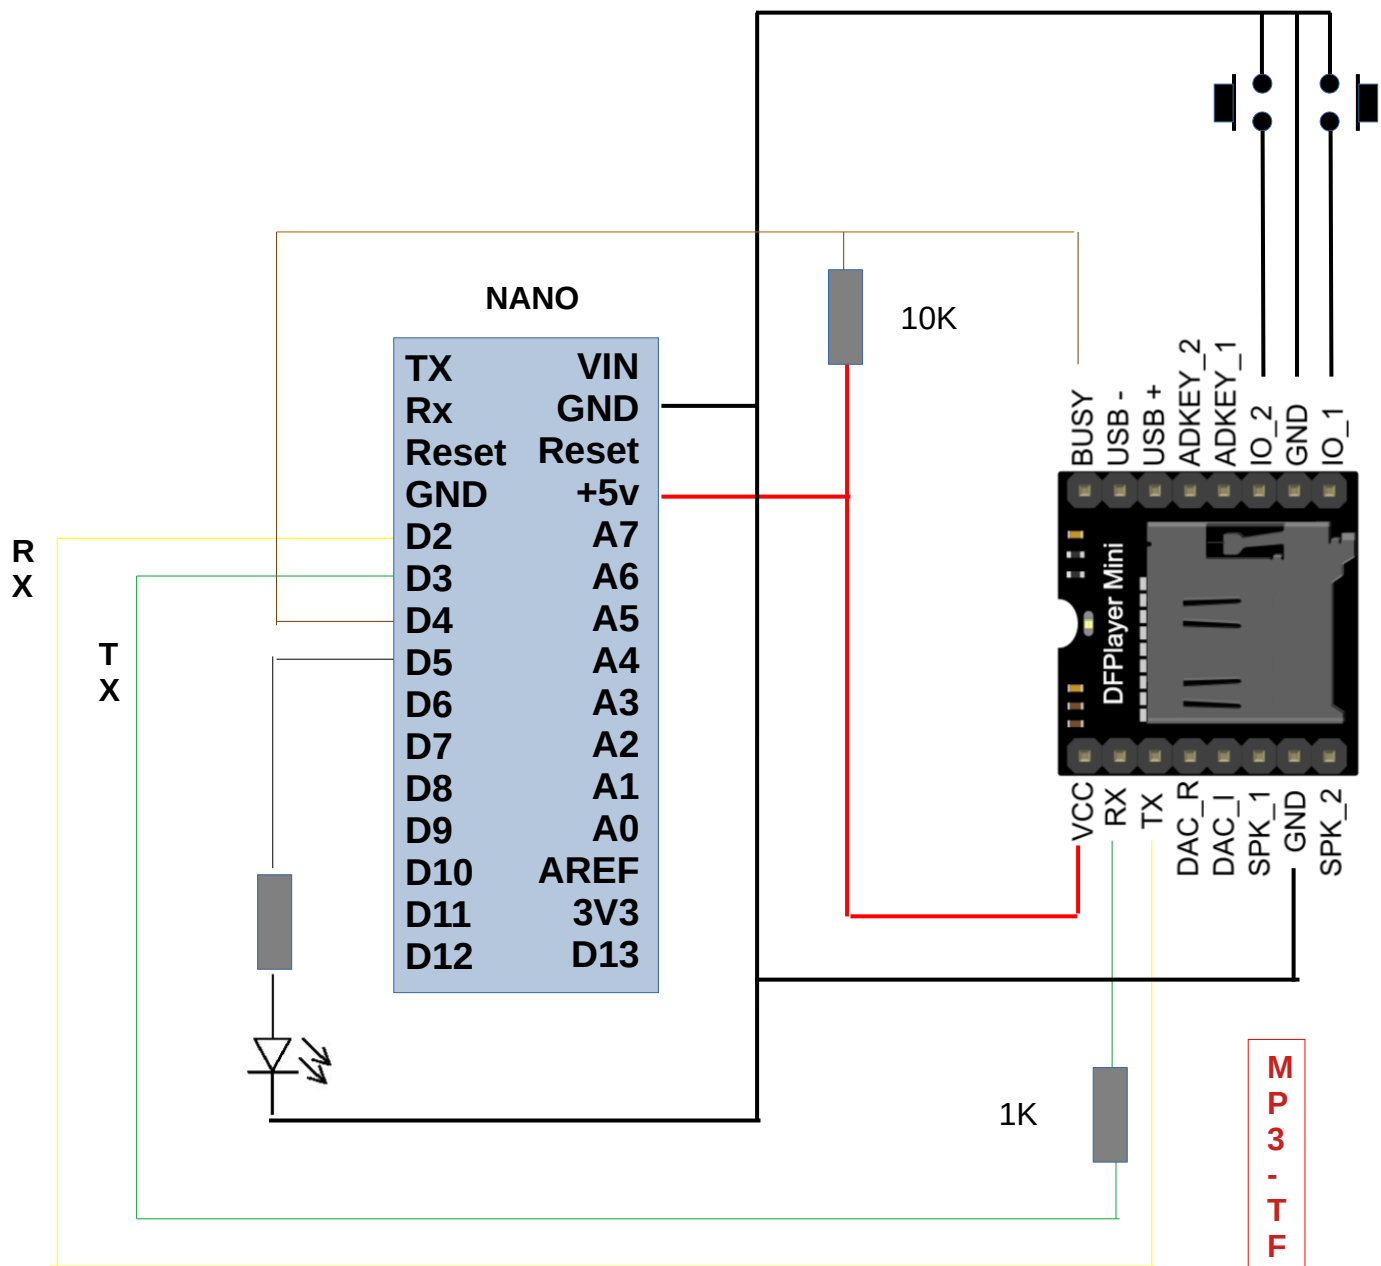 NANO
10K
TX VIN
Rx GND
Reset Reset
GND +5v
D2 A7
D3 A6
D4 A5
D5 A4
D6 A3
D7 A2
D8 A1
D9 A0
D10 AREF
D11 3V3
D12 D13
R
X
T
X
BUSY
USB -
USB +
ADKEY_2
ADKEY_1
IO_2
GND
IO_1
DFPlayer Mini
VCC
RX
TX
DAC_R
DAC_I
SPK_1
GND
SPK_2
1K
M
P
3
-
T
F